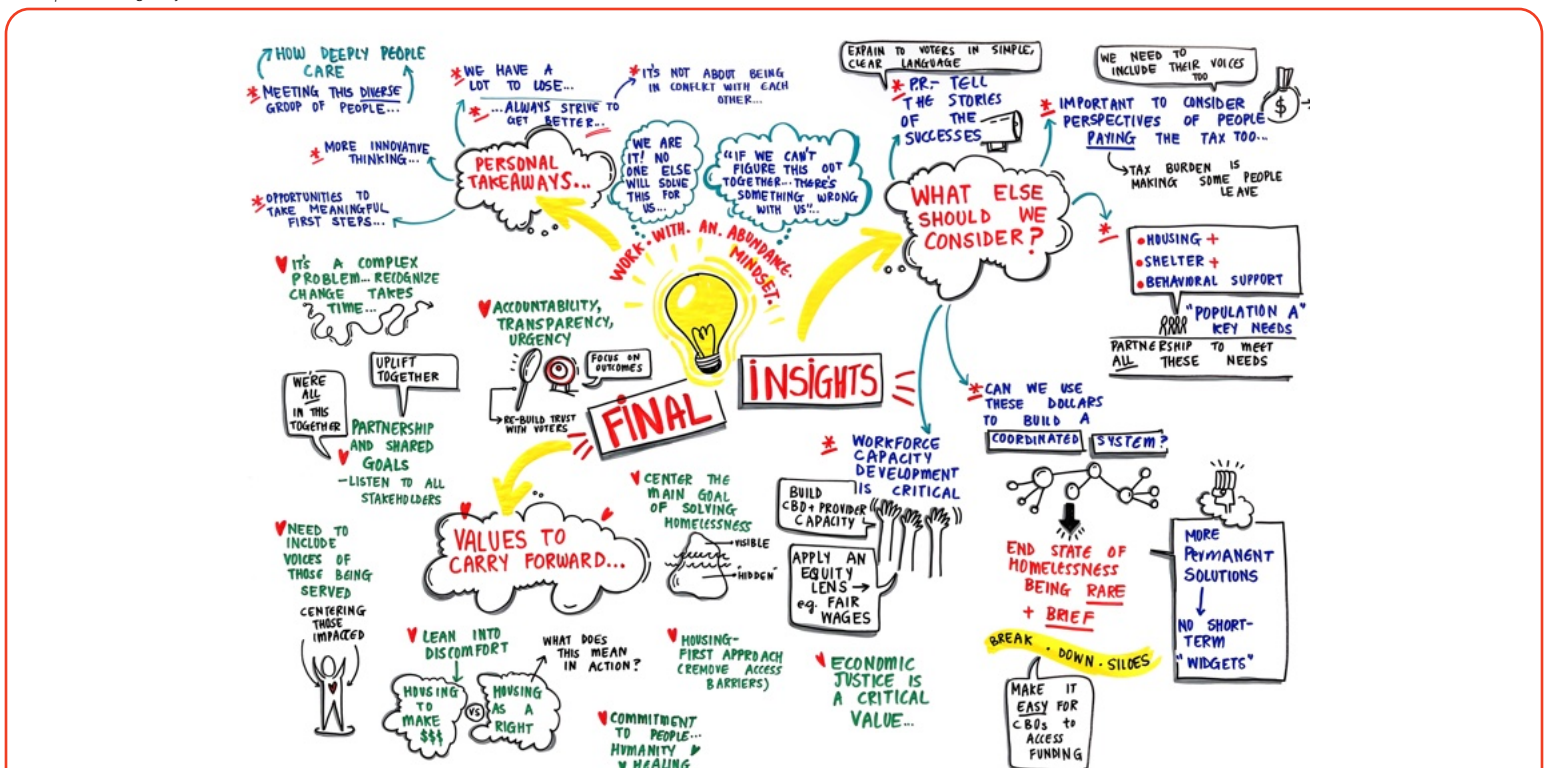 HOW DEEPLY PEOPLE
CARE
MEETING THIS DIVERSE
GROUP OF PEOPLE...
WE HAVE A
LOT TO LOSE...
...ALWAYS STRIVE TO
GET BETTER...
IT'S NOT ABOUT BEING
IN CONFLKT WITH EACH
OTHER...
MORE INNOVATIVE
THINKING...
OPPORTUNITIES TO
TAKE MEANINGFUL
FIRST STEPS...
PERSONAL
TAKEAWAYS...
WE ARE
IT! NO
ONE ELSE
WILL SOLVE
THIS FOR
US...
"IF WE CAN'T
FIGURE THIS OUT
TOGETHER... THERE'S
SOMETHING WRONG
WITH US"...
WORK. WITH. AN. ABUNDANCE.
MINDSET.
EXPAIN TO VOTERS IN SIMPLE,
CLEAR LANGUAGE
P.R.- TELL
THE STORIES
OF THE
SUCCESSES
WE NEED TO
INCLUDE THEIR VOICES
TOO
$
IMPORTANT TO CONSIDER
PERSPECTIVES OF PEOPLE
PAYING THE TAX TOO...
TAX BURDEN IS
MAKING SOME PEOPLE
LEAVE
WHAT ELSE
SHOULD WE
CONSIDER?
HOUSING +
SHELTER +
BEHAVIORAL SUPPORT
"POPULATION A"
KEY NEEDS
PARTNERSHIP TO MEET
ALL THESE NEEDS
IT'S A COMPLEX
PROBLEM... RECOGNIZE
CHANGE TAKES
TIME...
ACCOUNTABILITY,
TRANSPARENCY,
URGENCY
FOCUS ON
OUTCOMES
RE-BUILD TRUST
WITH VOTERS
FINAL
INSIGHTS
UPLIFT
TOGETHER
WE'RE
ALL
IN THIS
TOGETHER
PARTNERSHIP
AND SHARED
GOALS
-LISTEN TO ALL
STAKEHOLDERS
CAN WE USE
THESE DOLLARS
TO BUILD A
COORDINATED SYSTEM?
WORKFORCE
CAPACITY
DEVELOPMENT
IS CRITICAL
BUILD
CBO + PROVIDER
CAPACITY
APPLY AN
EQUITY
LENS →
eg. FAIR
WAGES
CENTER THE
MAIN GOAL
OF SOLVING
HOMELESSNESS
VISIBLE
"HIDDEN"
VALUES TO
CARRY FORWARD...
NEED TO
INCLUDE
VOICES OF
THOSE BEING
SERVED
CENTERING
THOSE
IMPACTED
LEAN INTO
DISCOMFORT
WHAT DOES
THIS MEAN
IN ACTION?
HOUSING
TO
MAKE
$$$
VS
HOUSING
AS A
RIGHT
HOUSING-
FIRST APPROACH
(REMOVE ACCESS
BARRIERS)
COMMITMENT
TO PEOPLE...
HUMANITY
HEALING
ECONOMIC
JUSTICE IS
A CRITICAL
VALUE...
END STATE OF
HOMELESSNESS
BEING RARE
+ BRIEF
BREAK · DOWN · SILOES
MAKE IT
EASY FOR
CBOs to
ACCESS
FUNDING
MORE
PERMANENT
SOLUTIONS
NO SHORT-
TERM
"WIDGETS"